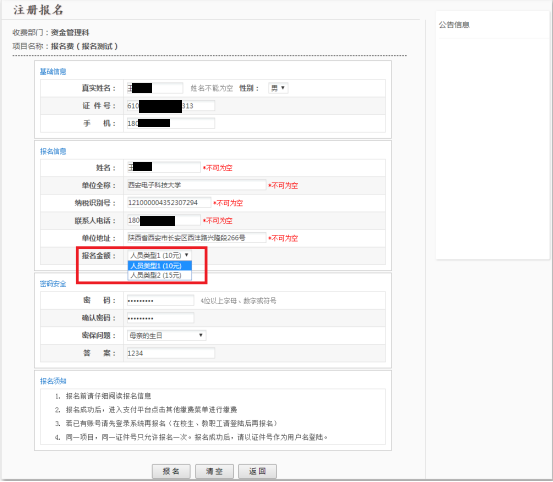 注册报名
公告信息
收费部门：资金管理科
项目名称：报名费（报名测试）
基础信息
真实姓名： 王 姓名不能为空 性别： 男
证 件 号： 610 313
手 机： 180
报名信息
姓名： 王 *不可为空
单位全称： 西安电子科技大学 *不可为空
纳税识别号： 121000004352307294 *不可为空
联系人电话： 180 *不可为空
单位地址： 陕西省西安市长安区西沣路兴隆段266号 *不可为空
报名金额： 人员类型1 (10元)
人员类型1 (10元)
人员类型2 (15元)
密码安全
密 码： ••••••••• 位以上字母、数字或符号
确认密码： •••••••••
密保问题： 母亲的生日
答 案： 1234
报名须知
1. 报名前请仔细阅读报名信息
2. 报名成功后，进入支付平台点击其他缴费菜单进行缴费
3. 若已有账号请先登录系统再报名（在校生、教职工请登陆后再报名）
4. 同一项目，同一证件号只允许报名一次。报名成功后，请以证件号作为用户名登陆。
报 名 清 空 返 回